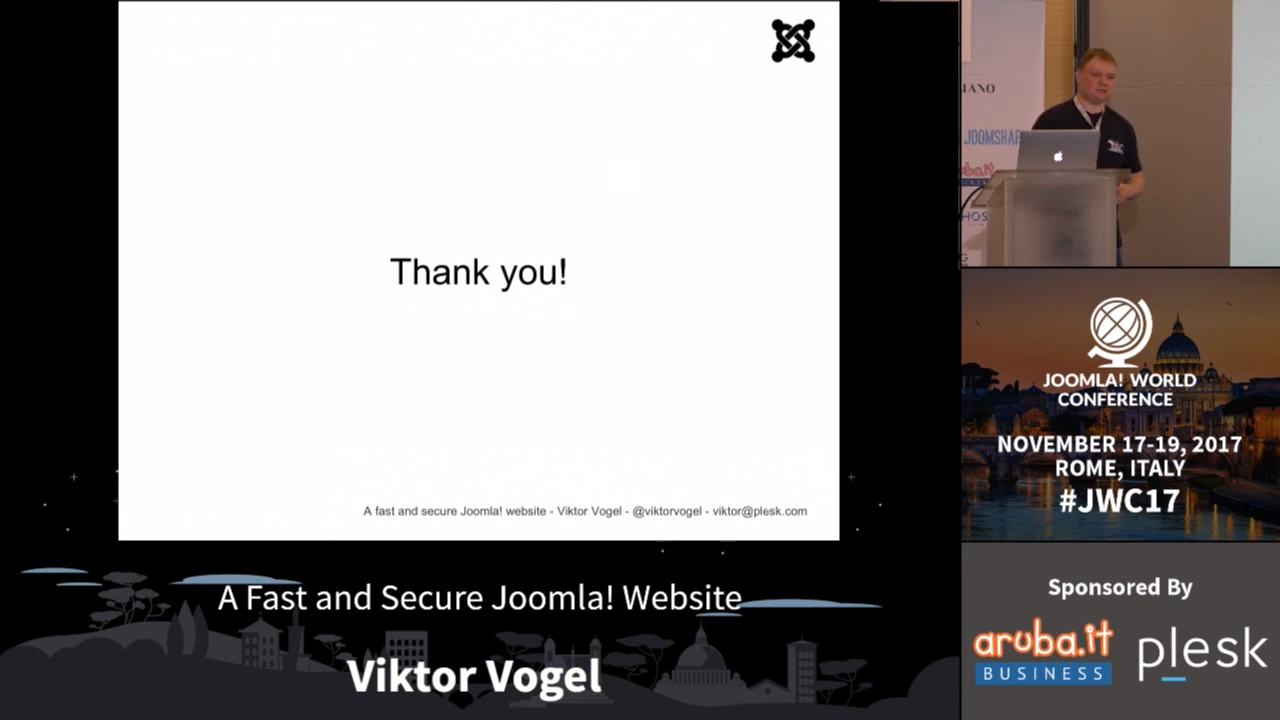 Thank you!
A fast and secure Joomla! website - Viktor Vogel - @viktorvogel - viktor@plesk.com
A Fast and Secure Joomla! Website
Viktor Vogel
JOOMSHAP
JOOMLA! WORLD
CONFERENCE
NOVEMBER 17-19, 2017
ROME, ITALY
#JWC17
Sponsored By
aruba.it
BUSINESS
plesk